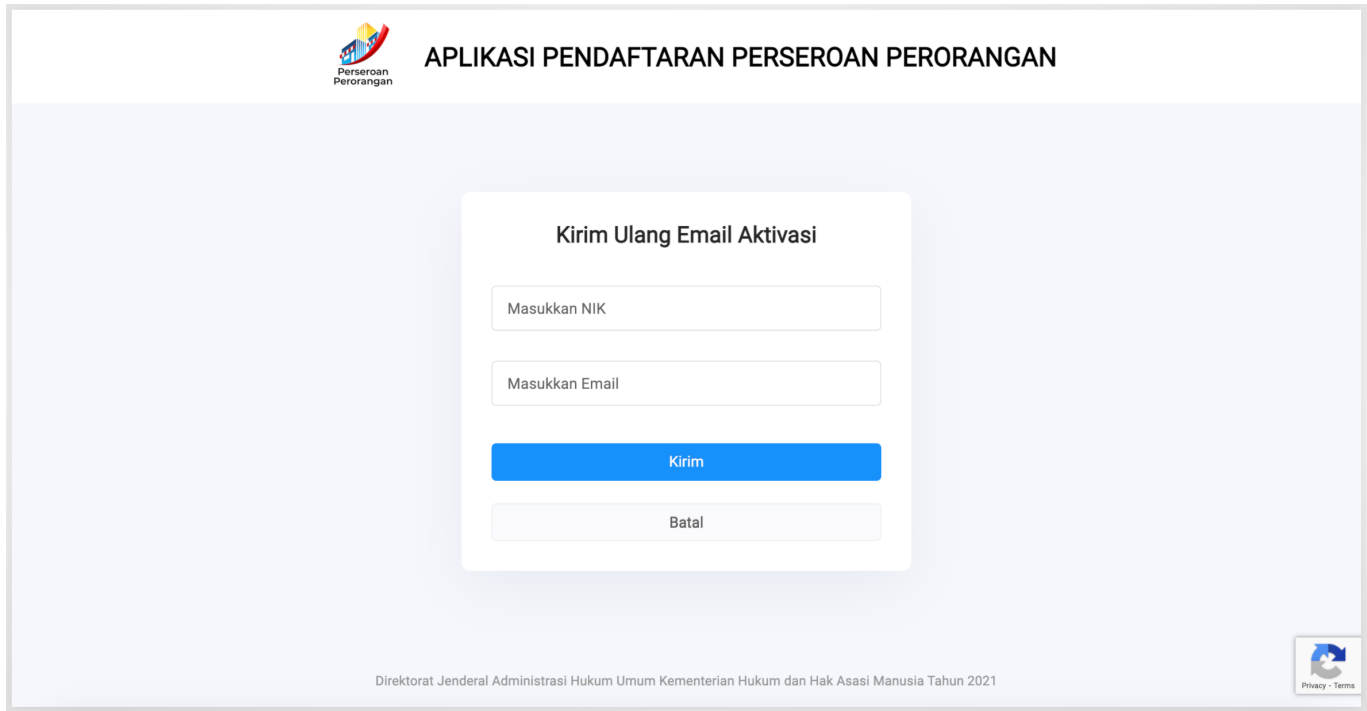 Perseroan
Perorangan
APLIKASI PENDAFTARAN PERSEROAN PERORANGAN
Kirim Ulang Email Aktivasi
Masukkan NIK
Masukkan Email
Kirim
Batal
Direktorat Jenderal Administrasi Hukum Umum Kementerian Hukum dan Hak Asasi Manusia Tahun 2021
Privacy - Terms